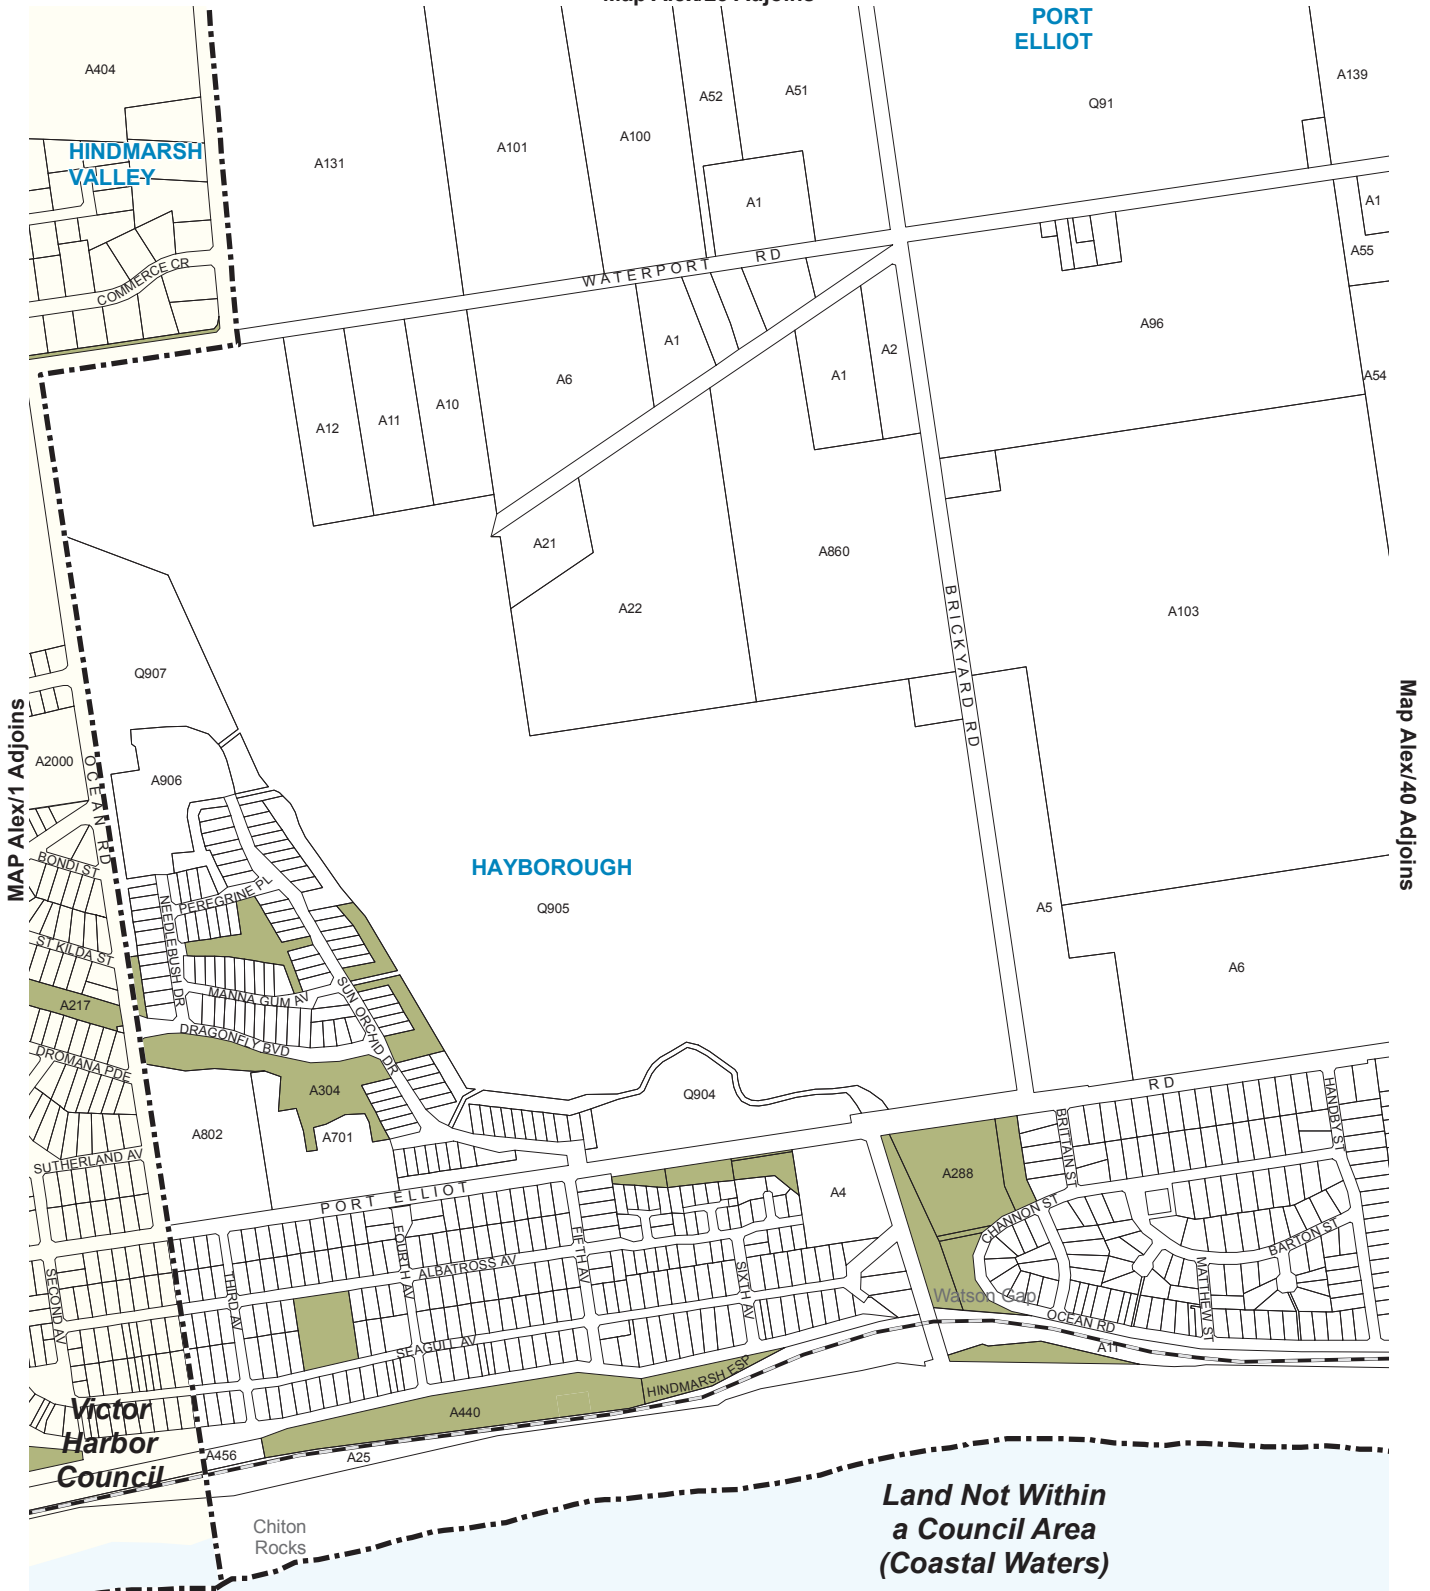 PORT
ELLIOT
A404
A139
A51
A52
Q91
A100
A101
A131
HINDMARSH
VALLEY
A1
A1
A55
WATERPORT RD
COMMERCE CR
A96
A1
A2
A1
A6
A54
A10
A11
A12
A21
A860
A22
A103
BRICKYARD RD
Q907
MAP Alex/1 Adjoins
Map Alex/40 Adjoins
A2000
OCEAN RD
A906
BONDI ST
HAYBOROUGH
PEREGRINE PL
NEEDLEBUSH DR
Q905
A5
ST KILDA ST
A6
A217
MANNA GUM AV
SUN ORCHID DR
DRAGONFLY BVD
DROMANA PDE
A304
Q904
RD
HANDBY ST
BRITTAIN ST
A802
A701
SUTHERLAND AV
A288
A4
PORT ELLIOT
CHANNON ST
BARTON ST
FOURTH AV
FIFTH AV
ALBATROSS AV
SIXTH AV
SECOND AV
THIRD AV
MATHEW ST
Watson Gap
OCEAN RD
A11
SEAGULL AV
HINDMARSH ESP
A440
Victor
Harbor
Council
A456
A25
Chiton
Rocks
Land Not Within
a Council Area
(Coastal Waters)